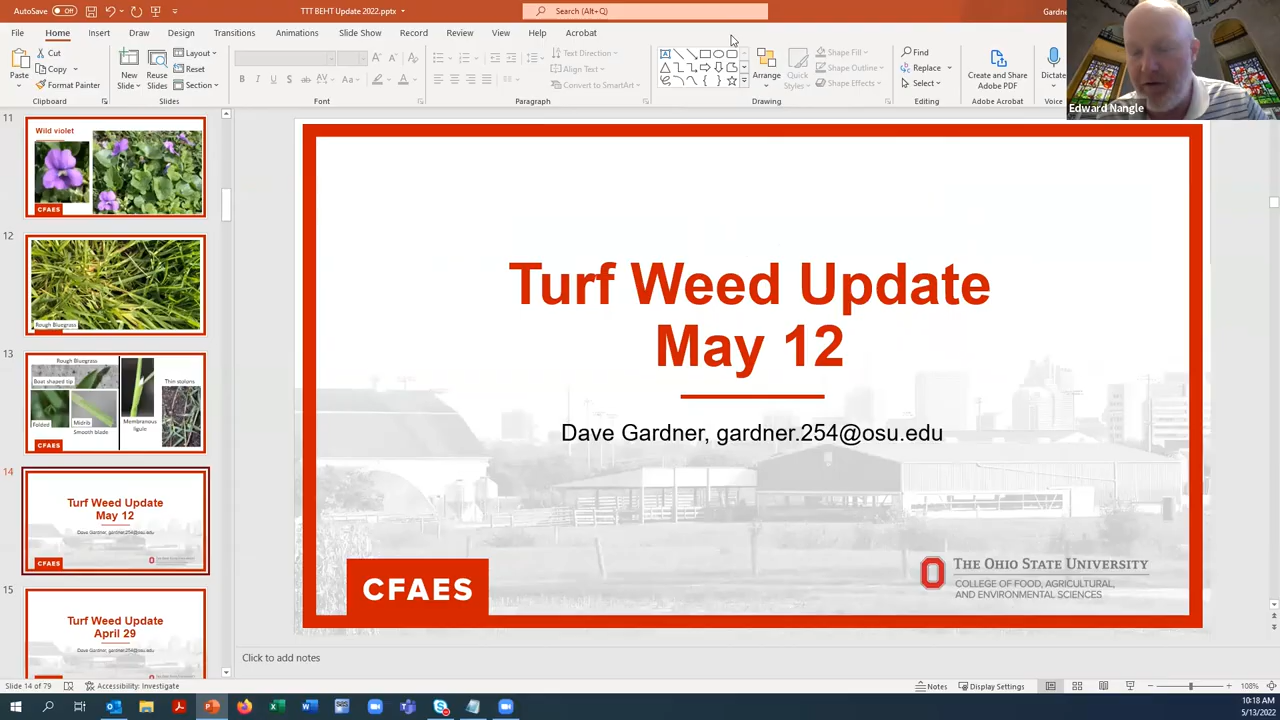 AutoSave Off
TTT BEHT Update 2022.pptx
Search (Alt+Q)
Gardne
File Home Insert Draw Design Transitions Animations Slide Show Record Review View Help Acrobat
Paste
Cut
Copy
Format Painter
Clipboard
New Slide
Reuse Slides
Layout
Reset
Section
Slides
Font
Text Direction
Align Text
Convert to SmartArt
Paragraph
Arrange
Quick Styles
Shape Fill
Shape Outline
Shape Effects
Drawing
Find
Replace
Select
Editing
Create and Share Adobe PDF
Adobe Acrobat
Dictate
Voice
Edward Nangle
11
Wild violet
CFAES
12
Rough Bluegrass
13
Rough Bluegrass
Boat shaped tip
Folded
Midrib
Smooth blade
Membranous ligule
Thin stolons
CFAES
14
Turf Weed Update
May 12
Dave Gardner, gardner.254@osu.edu
CFAES
15
Turf Weed Update
April 29
Dave Gardner, gardner.254@osu.edu
Turf Weed Update
May 12
Dave Gardner, gardner.254@osu.edu
CFAES
THE OHIO STATE UNIVERSITY
COLLEGE OF FOOD, AGRICULTURAL,
AND ENVIRONMENTAL SCIENCES
Click to add notes
Slide 14 of 79
Accessibility: Investigate
Notes
Display Settings
108%
10:18 AM
5/13/2022